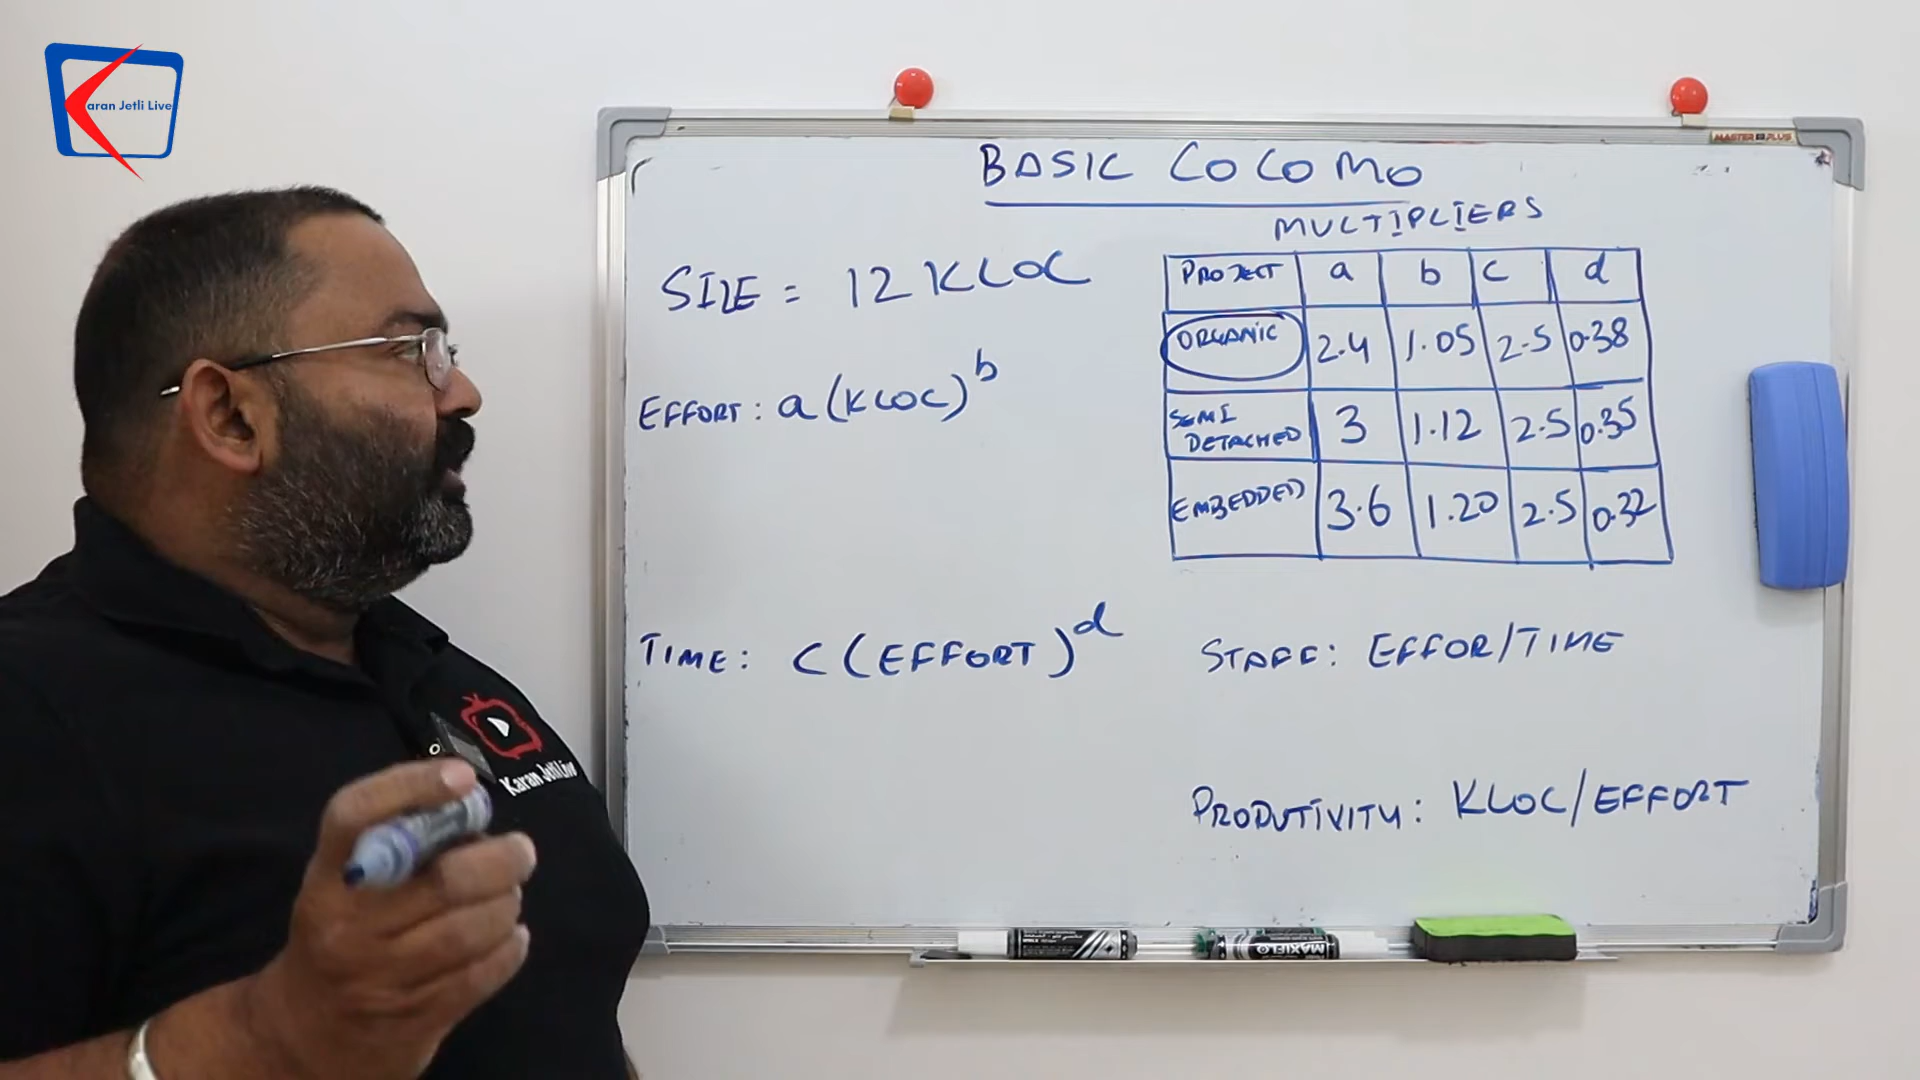 Karan Jetli Live
BASIC COCOMO
MULTIPLIERS
SIZE = 12 KLOC
EFFORT: a(KLOC)^b
PROJECT a b c d
ORGANIC 2.4 1.05 2.5 0.38
SEMI DETACHED 3 1.12 2.5 0.35
EMBEDDED 3.6 1.20 2.5 0.32
TIME: C(EFFORT)^d
STAFF: EFFOR/TIME
PRODUTIVITY: KLOC/EFFORT
MASTER PLUS
Karan Jetli Live
MAXIFLO